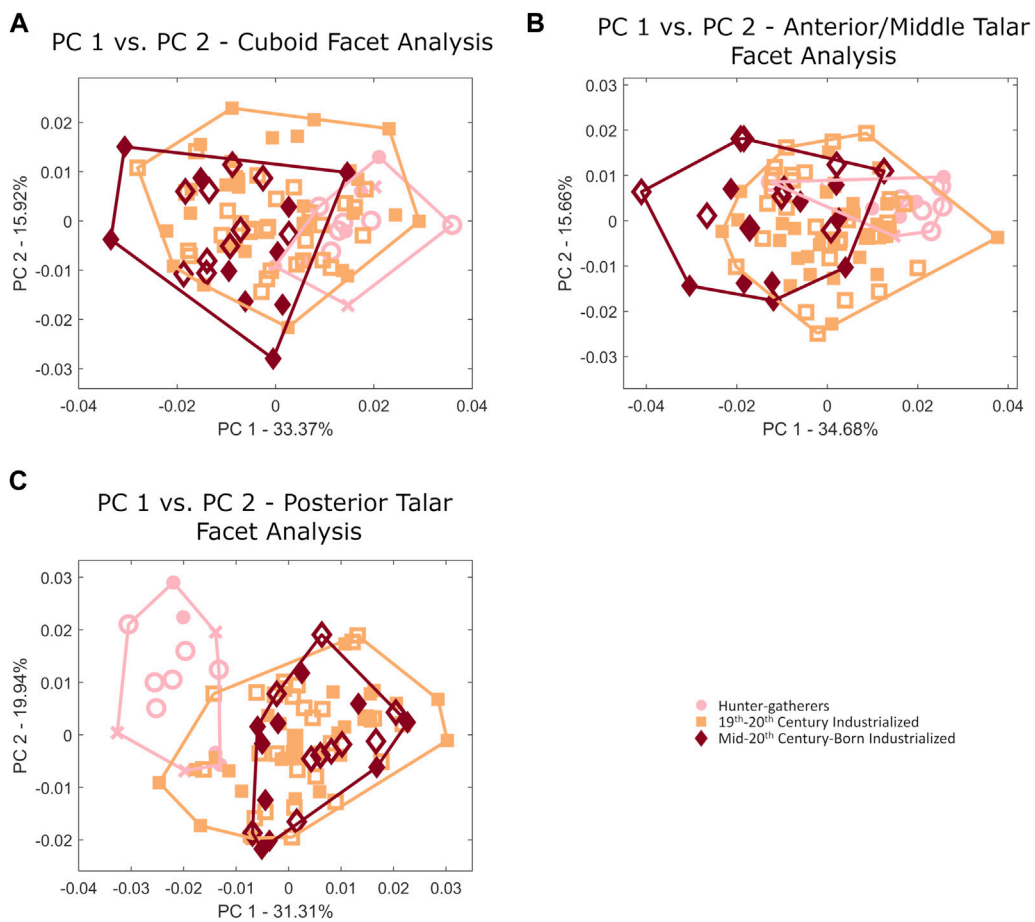 A
PC 1 vs. PC 2 - Cuboid Facet Analysis
0.02
0.01
0
-0.01
-0.02
-0.03
PC 2 - 15.92%
-0.04
-0.02
0
0.02
0.04
PC 1 - 33.37%
B
PC 1 vs. PC 2 - Anterior/Middle Talar
Facet Analysis
0.03
0.02
0.01
0
-0.01
-0.02
-0.03
PC 2 - 15.66%
-0.04
-0.02
0
0.02
0.04
PC 1 - 34.68%
C
PC 1 vs. PC 2 - Posterior Talar
Facet Analysis
0.03
0.02
0.01
0
-0.01
-0.02
PC 2 - 19.94%
-0.04
-0.03
-0.02
-0.01
0
0.01
0.02
0.03
PC 1 - 31.31%
Hunter-gatherers
19th-20th Century Industrialized
Mid-20th Century-Born Industrialized